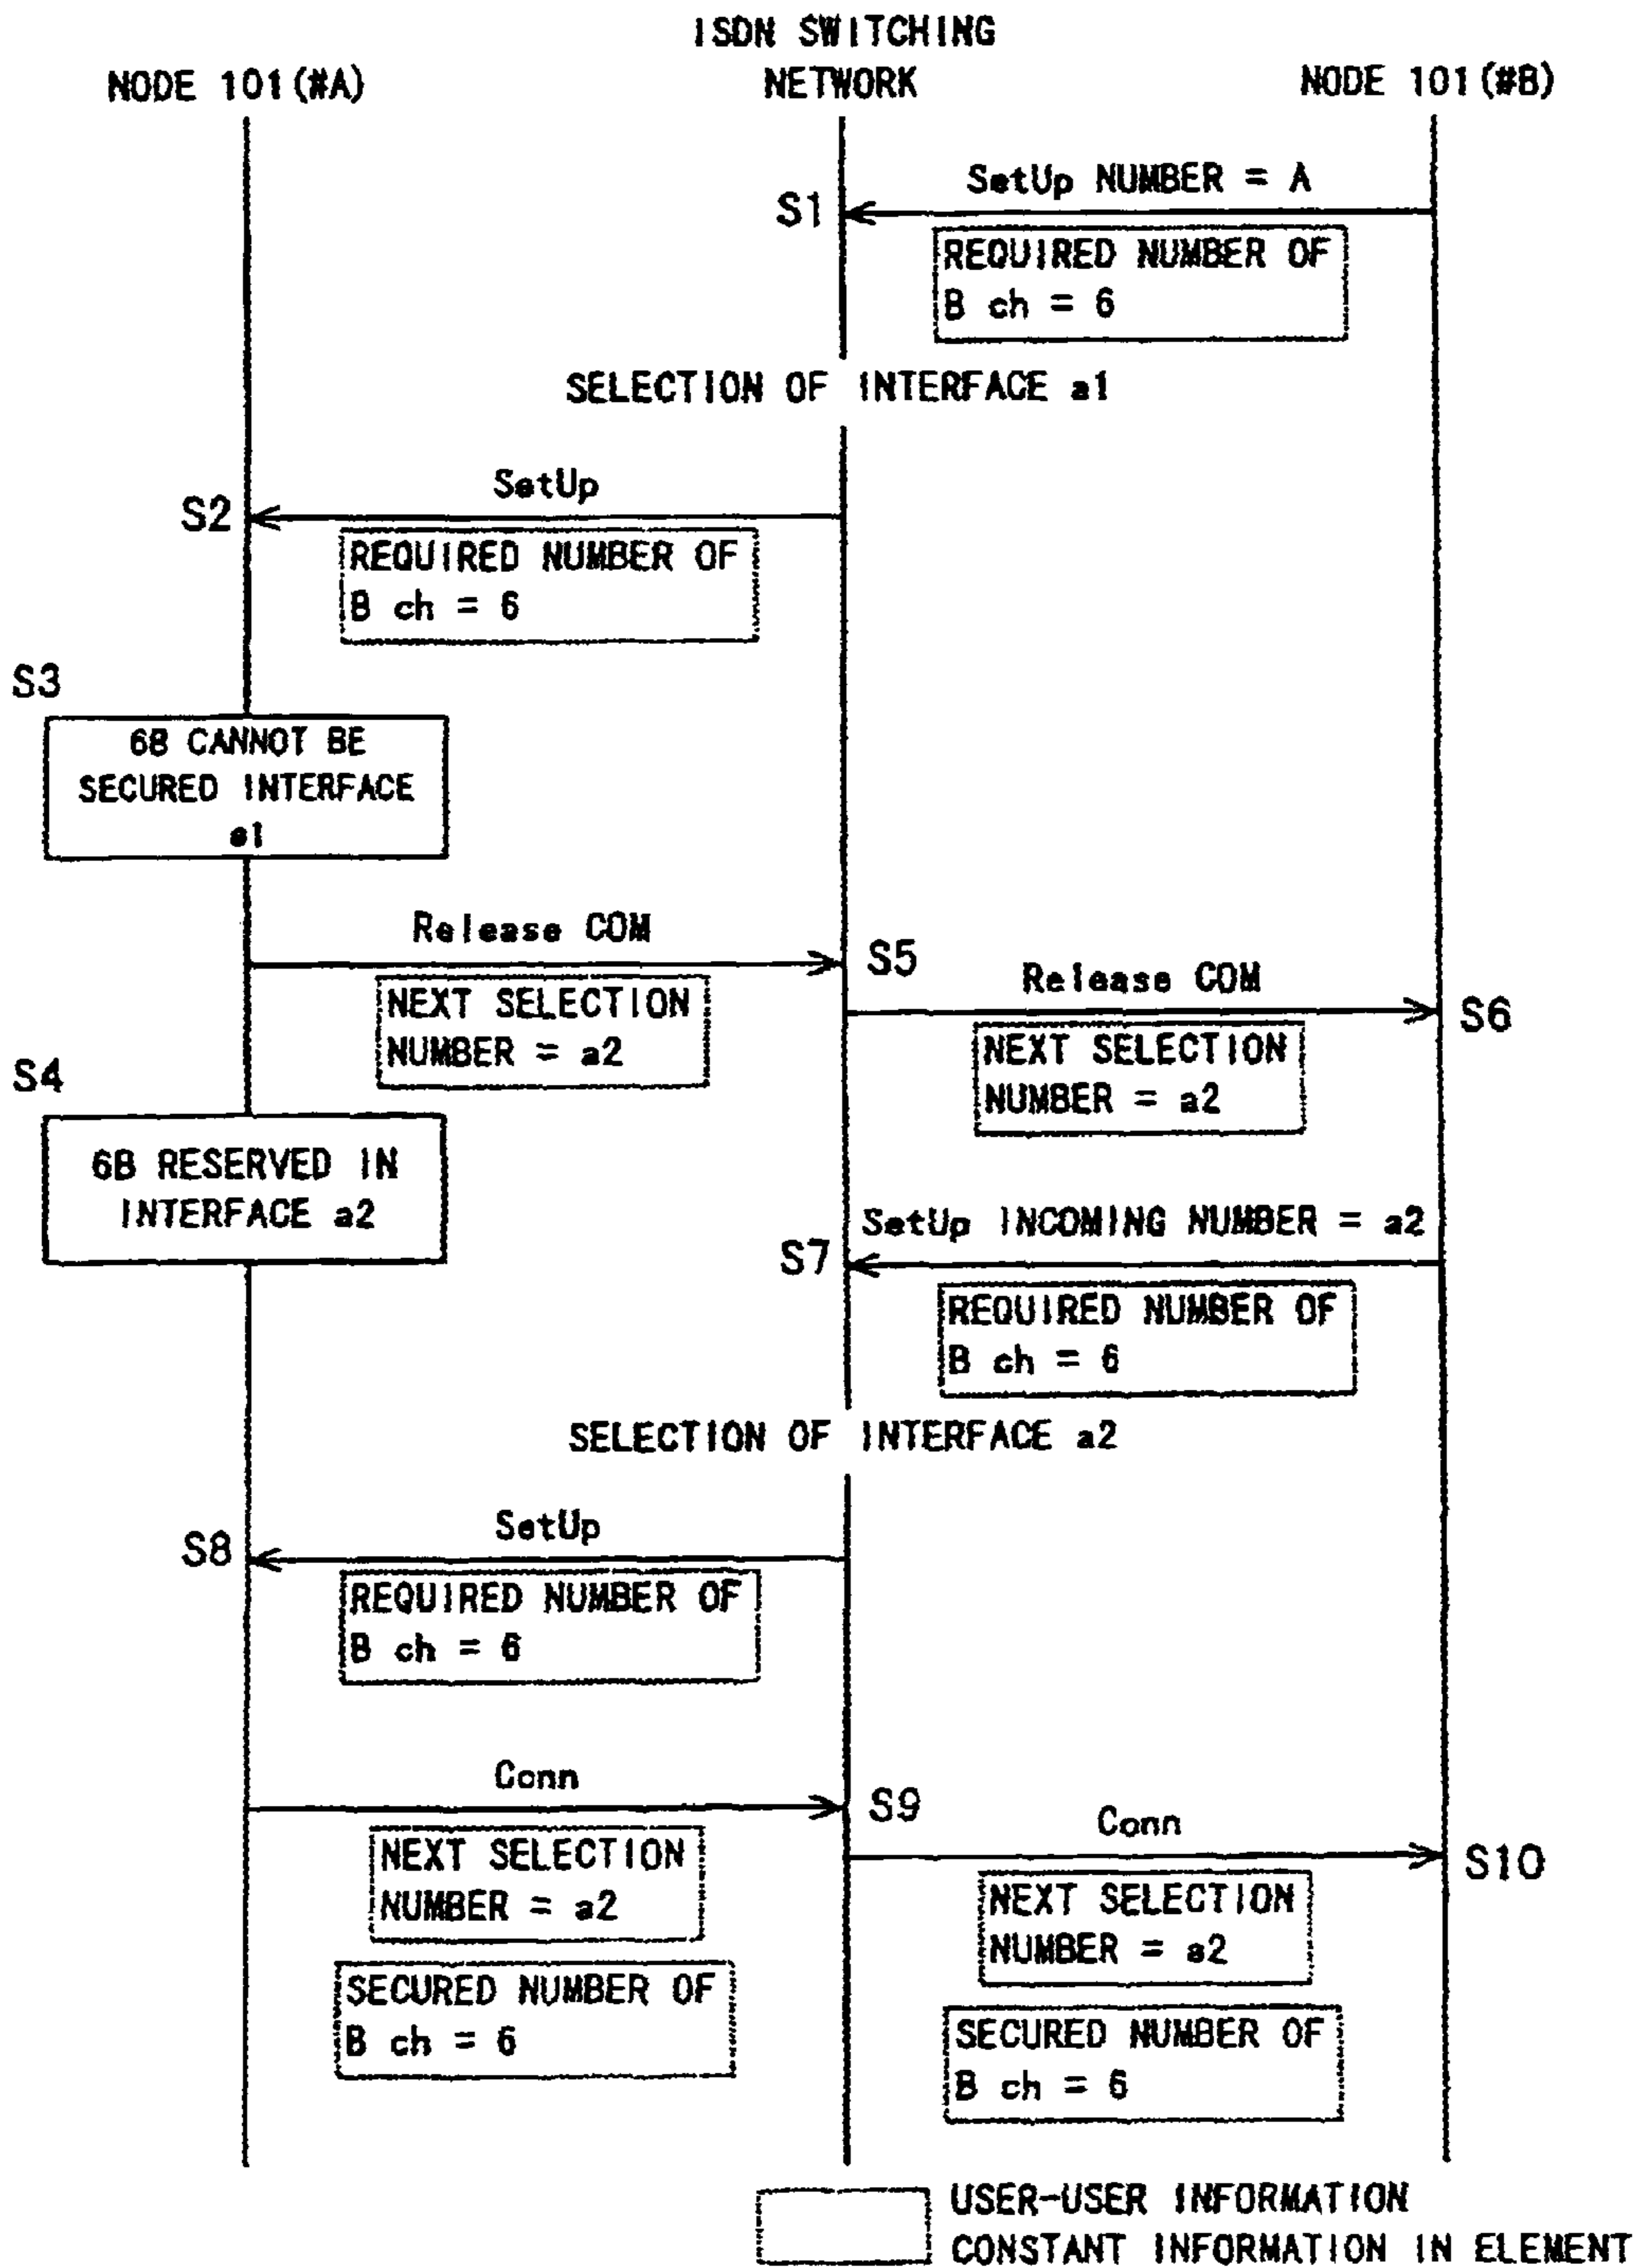 ISDN SWITCHING
NETWORK
NODE 101(#A)
NODE 101(#B)
SetUp NUMBER = A
S1
REQUIRED NUMBER OF
B ch = 6
SELECTION OF INTERFACE a1
SetUp
S2
REQUIRED NUMBER OF
B ch = 6
S3
6B CANNOT BE
SECURED INTERFACE
a1
Release COM
S5
NEXT SELECTION
NUMBER = a2
Release COM
S6
NEXT SELECTION
NUMBER = a2
S4
6B RESERVED IN
INTERFACE a2
SetUp INCOMING NUMBER = a2
S7
REQUIRED NUMBER OF
B ch = 6
SELECTION OF INTERFACE a2
SetUp
S8
REQUIRED NUMBER OF
B ch = 6
Conn
S9
NEXT SELECTION
NUMBER = a2
SECURED NUMBER OF
B ch = 6
Conn
S10
NEXT SELECTION
NUMBER = a2
SECURED NUMBER OF
B ch = 6
USER-USER INFORMATION
CONSTANT INFORMATION IN ELEMENT